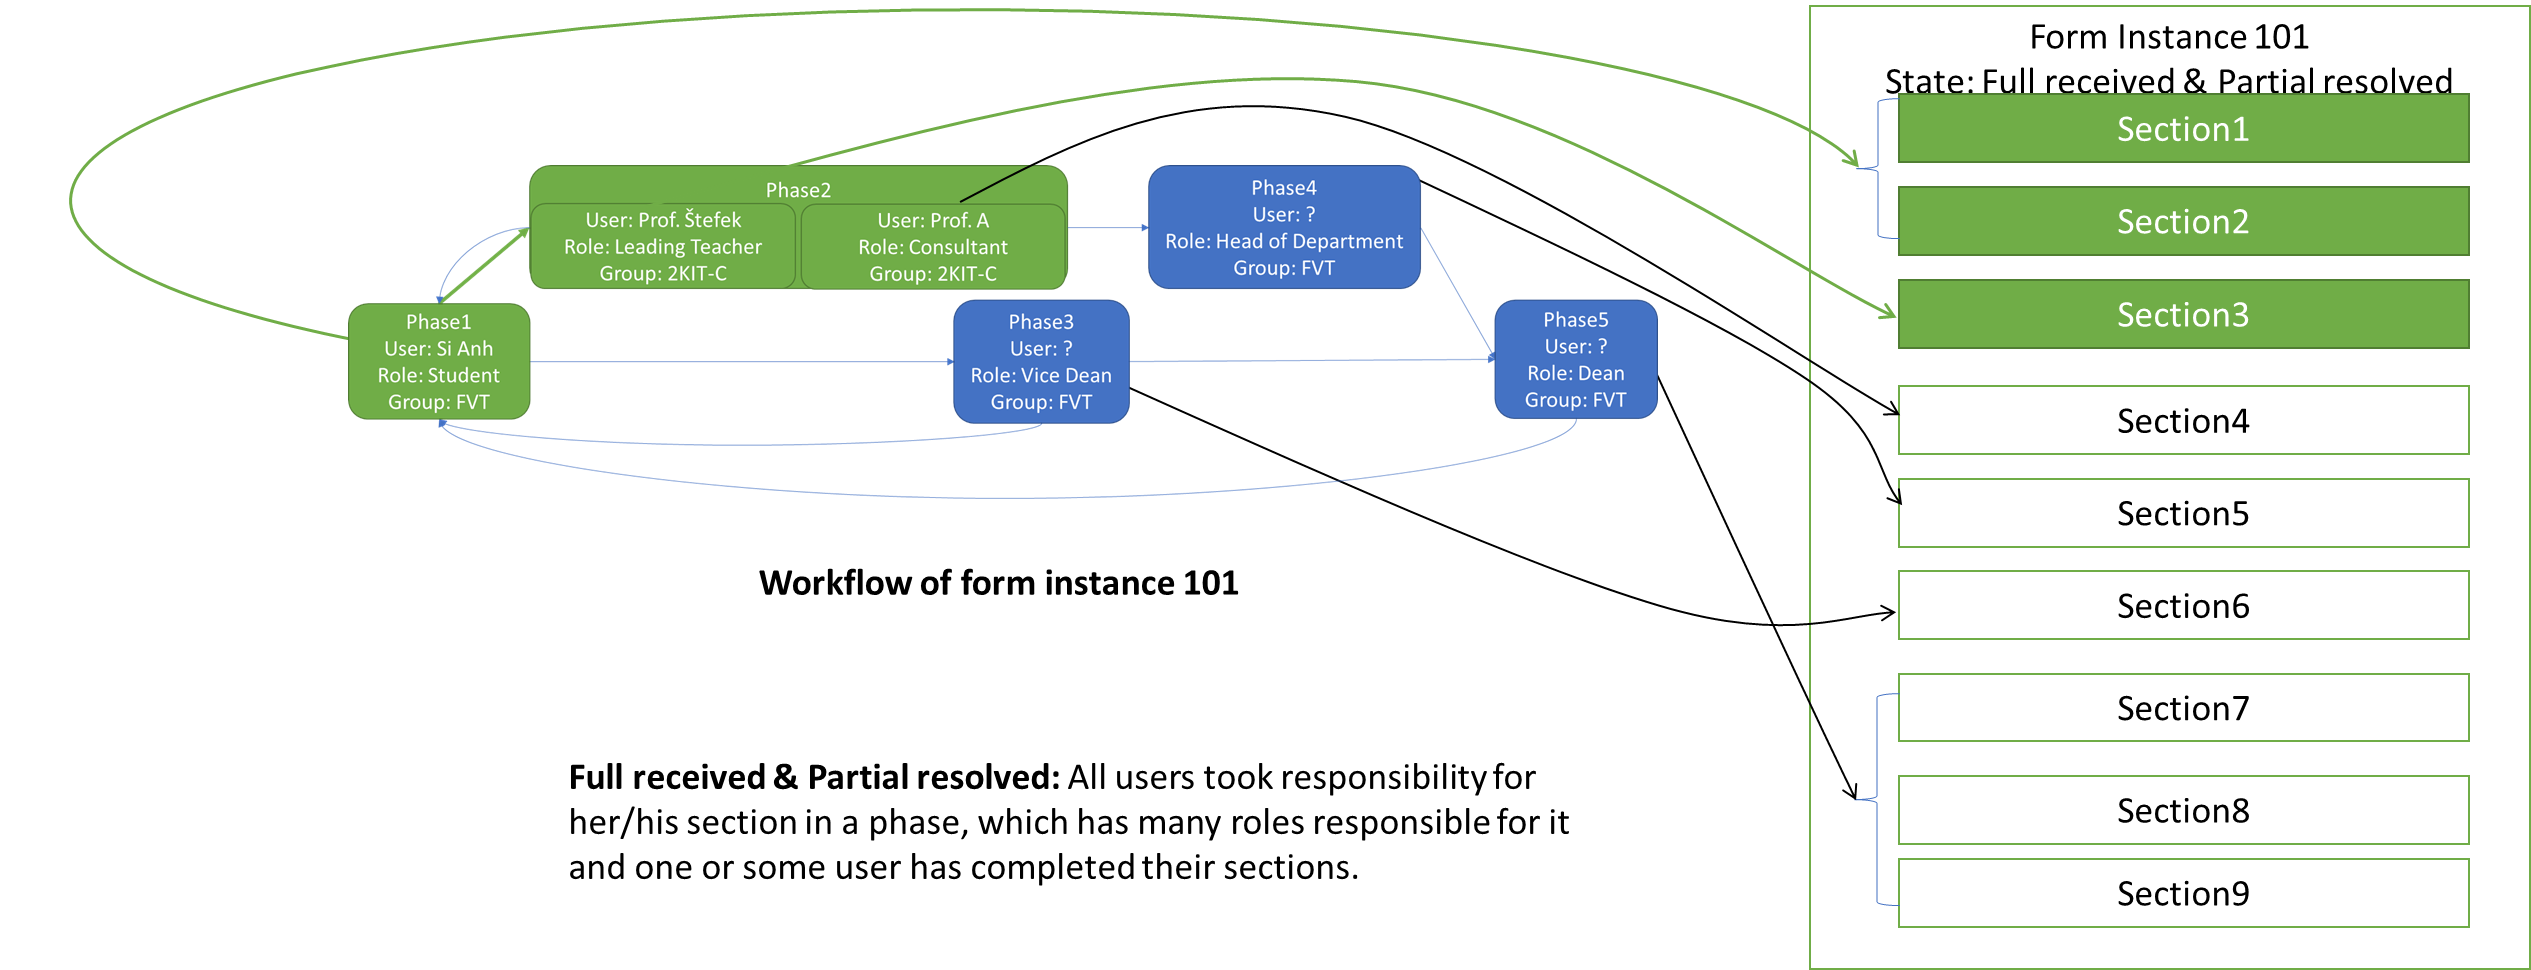 Form Instance 101
State: Full received & Partial resolved
Section1
Section2
Section3
Section4
Section5
Section6
Section7
Section8
Section9
Phase2
User: Prof. Štefek
Role: Leading Teacher
Group: 2KIT-C
User: Prof. A
Role: Consultant
Group: 2KIT-C
Phase4
User: ?
Role: Head of Department
Group: FVT
Phase1
User: Si Anh
Role: Student
Group: FVT
Phase3
User: ?
Role: Vice Dean
Group: FVT
Phase5
User: ?
Role: Dean
Group: FVT
Workflow of form instance 101
Full received & Partial resolved: All users took responsibility for
her/his section in a phase, which has many roles responsible for it
and one or some user has completed their sections.